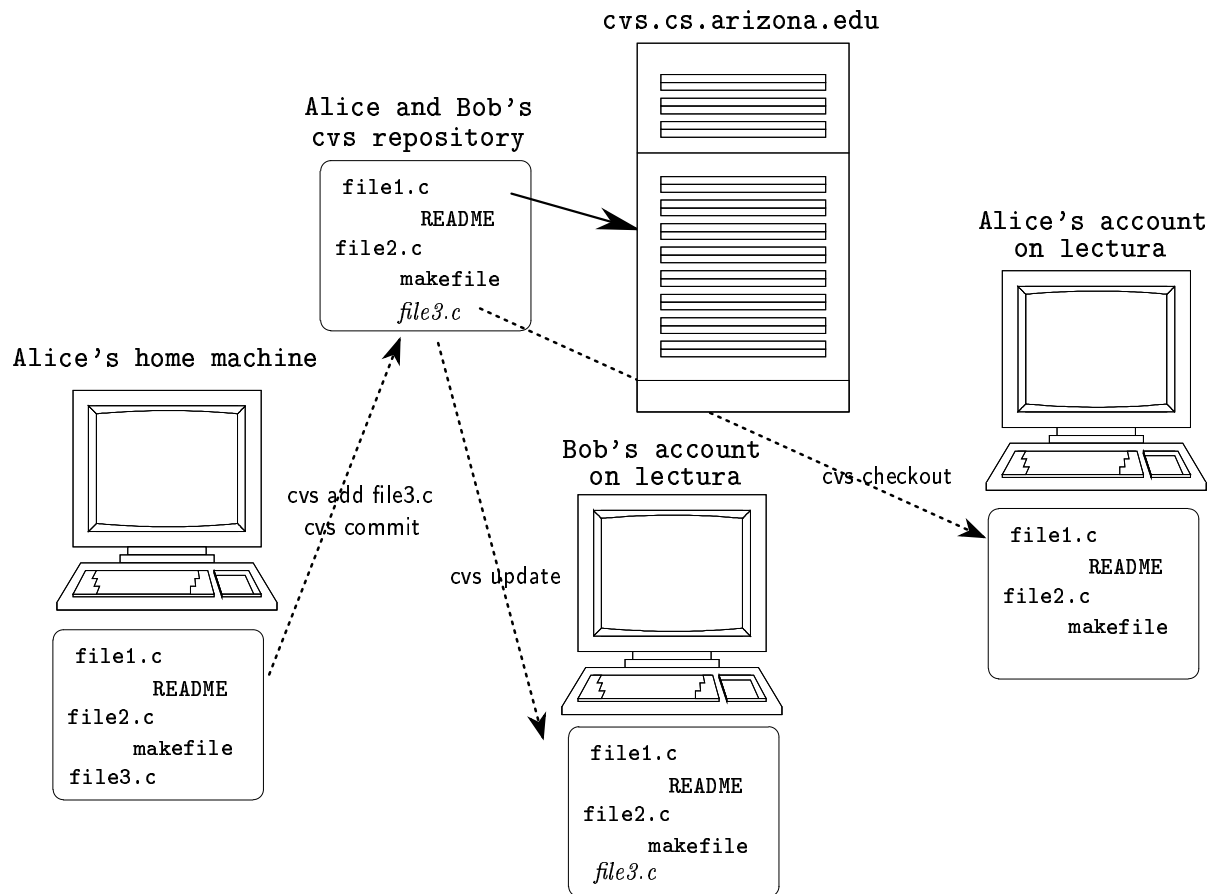 cvs.cs.arizona.edu
Alice and Bob's
cvs repository
file1.c
README
file2.c
makefile
file3.c
Alice's account
on lectura
Alice's home machine
Bob's account
on lectura
cvs checkout
cvs add file3.c
cvs commit
cvs update
file1.c
README
file2.c
makefile
file1.c
README
file2.c
makefile
file3.c
file1.c
README
file2.c
makefile
file3.c